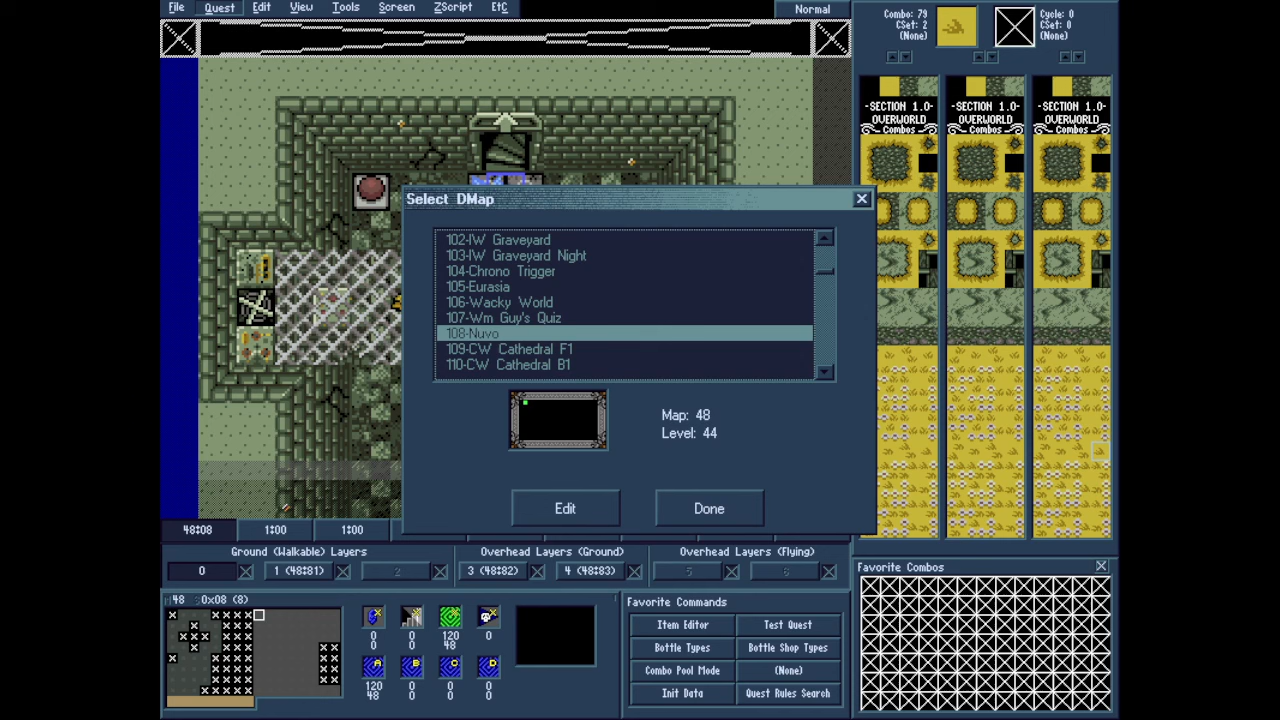 File Quest Edit View Tools Screen ZScript EtC Normal
Combo: 79
CSet: 2
(None)
Cycle: 0
CSet: 0
(None)
-SECTION 1.0- -SECTION 1.0- -SECTION 1.0-
OVERWORLD OVERWORLD OVERWORLD
Combos Combos Combos
Select DMap
102-IW Graveyard
103-IW Graveyard Night
104-Chrono Trigger
105-Eurasia
106-Wacky World
107-Wm Guy's Quiz
108-Nuvo
109-CW Cathedral F1
110-CW Cathedral B1
Map: 48
Level: 44
Edit Done
48:08 1:00 1:00
Ground (Walkable) Layers Overhead Layers (Ground) Overhead Layers (Flying)
0 1 (48:81) 2 3 (48:82) 4 (48:83) 5 6
Favorite Combos
48 0x08 (8)
0 0 120 0
0 0 48
A B C D
120 0 0 0
48 0 0 0
Favorite Commands
Item Editor Test Quest
Bottle Types Bottle Shop Types
Combo Pool Mode (None)
Init Data Quest Rules Search